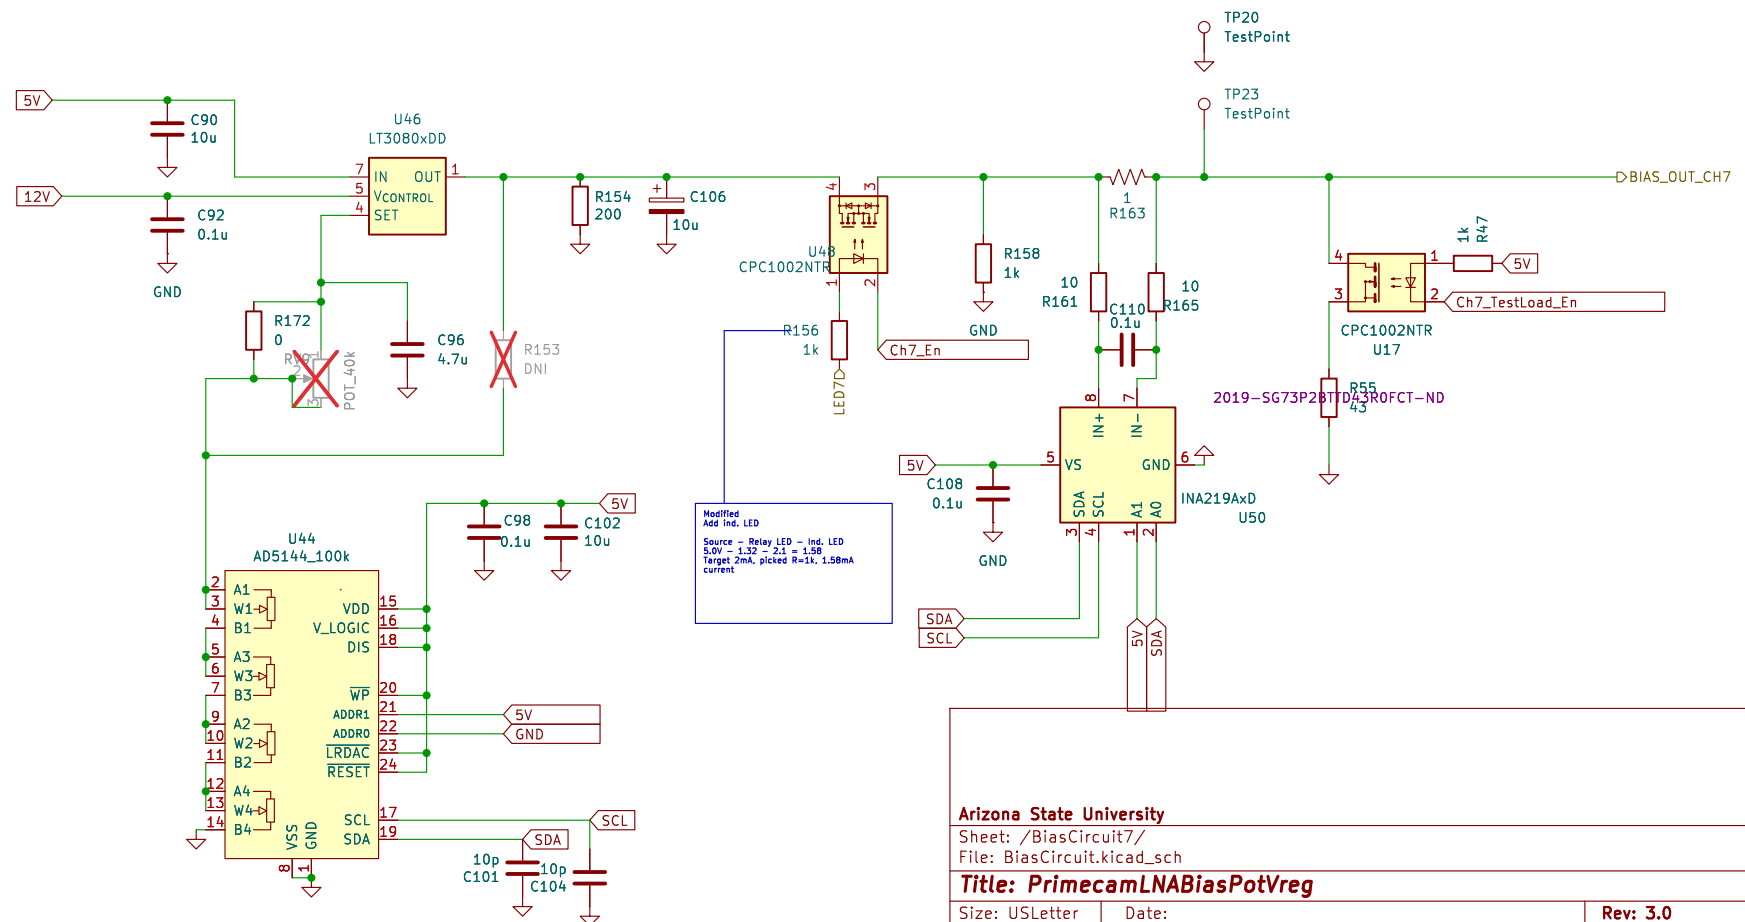 TP20
TestPoint
TP23
TestPoint
5V
C90
10u
U46
LT3080xDD
7
IN
OUT
1
5
VCONTROL
4
SET
12V
C92
0.1u
GND
R154
200
+
C106
10u
4
3
U48
CPC1002NTR
1
2
R158
1k
GND
1
R163
BIAS_OUT_CH7
1k
R47
4
1
5V
3
2
Ch7_TestLoad_En
CPC1002NTR
U17
10
R161
10
R165
C110
0.1u
R172
0
RV9
1
2
3
POT_40k
C96
4.7u
R153
DNI
R156
1k
Ch7_En
LED7
R55
2019-SG73P2BTTD43R0FCT-ND
43
8
7
IN+
IN-
5V
5
VS
GND
6
C108
0.1u
GND
SDA
SCL
A1
A0
INA219AxD
U50
3
4
1
2
SDA
SCL
5V
SDA
Modified
Add ind. LED
Source - Relay LED - Ind. LED
5.0V - 1.32 - 2.1 = 1.58
Target 2mA, picked R=1k, 1.58mA
current
C98
0.1u
C102
10u
5V
U44
AD5144_100k
2
A1
3
W1
4
B1
5
A3
6
W3
7
B3
9
A2
10
W2
11
B2
12
A4
13
W4
14
B4
VDD
15
V_LOGIC
16
DIS
18
WP
20
ADDR1
21
5V
ADDR0
22
GND
LRDAC
23
RESET
24
SCL
17
SCL
SDA
19
SDA
VSS
GND
8
1
10p
C101
10p
C104
Arizona State University
Sheet: /BiasCircuit7/
File: BiasCircuit.kicad_sch
Title: PrimecamLNABiasPotVreg
Size: USLetter
Date:
Rev: 3.0